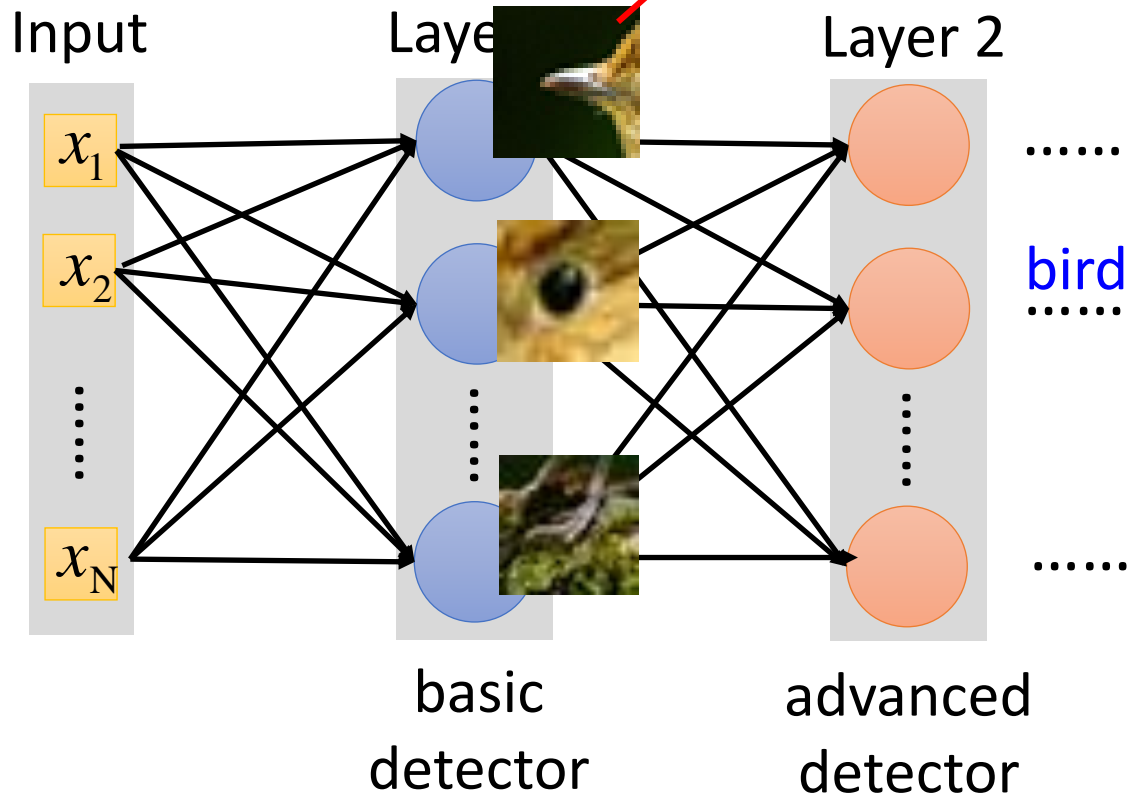 Input
Laye
Layer 2
x1
x2
xN
bird
basic
detector
advanced
detector